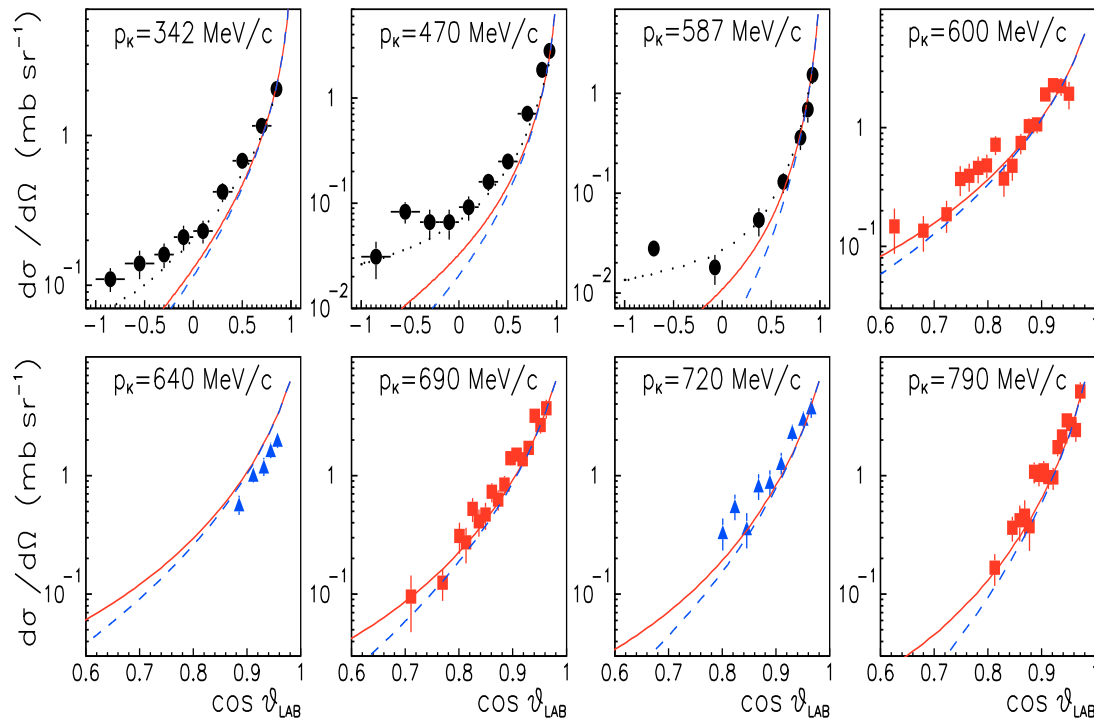 p_K=342 MeV/c
p_K=470 MeV/c
p_K=587 MeV/c
p_K=600 MeV/c
dσ/dΩ (mb sr⁻¹)
1
10⁻¹
-1 -0.5 0 0.5 1
1
10⁻¹
10⁻²
-1 -0.5 0 0.5 1
1
10⁻¹
10⁻²
-1 -0.5 0 0.5 1
1
10⁻¹
0.6 0.7 0.8 0.9 1
p_K=640 MeV/c
p_K=690 MeV/c
p_K=720 MeV/c
p_K=790 MeV/c
dσ/dΩ (mb sr⁻¹)
1
10⁻¹
0.6 0.7 0.8 0.9 1
1
10⁻¹
0.6 0.7 0.8 0.9 1
1
10⁻¹
0.6 0.7 0.8 0.9 1
1
10⁻¹
0.6 0.7 0.8 0.9 1
COS ϑ_LAB
COS ϑ_LAB
COS ϑ_LAB
COS ϑ_LAB